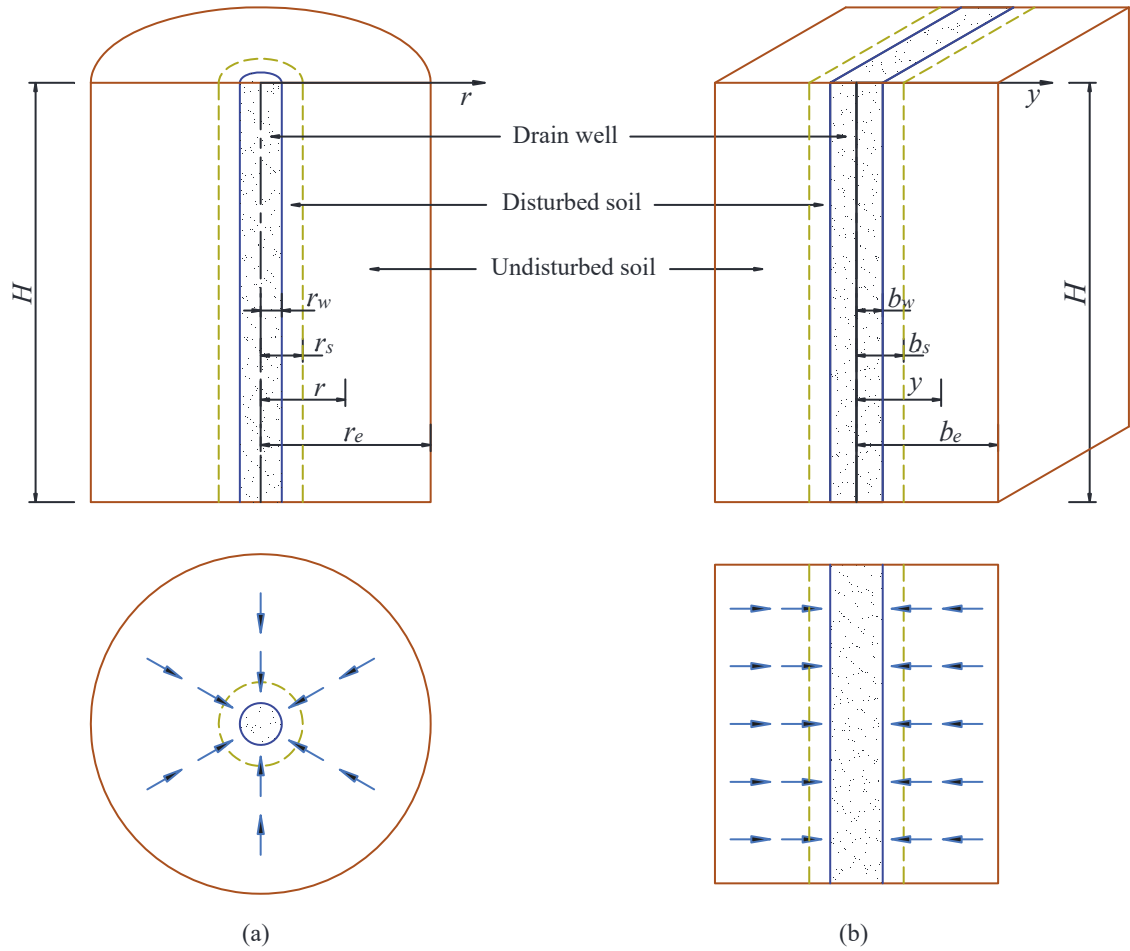 r
y
Drain well
Disturbed soil
Undisturbed soil
H
H
r_w
b_w
r_s
b_s
r
y
r_e
b_e
(a)
(b)